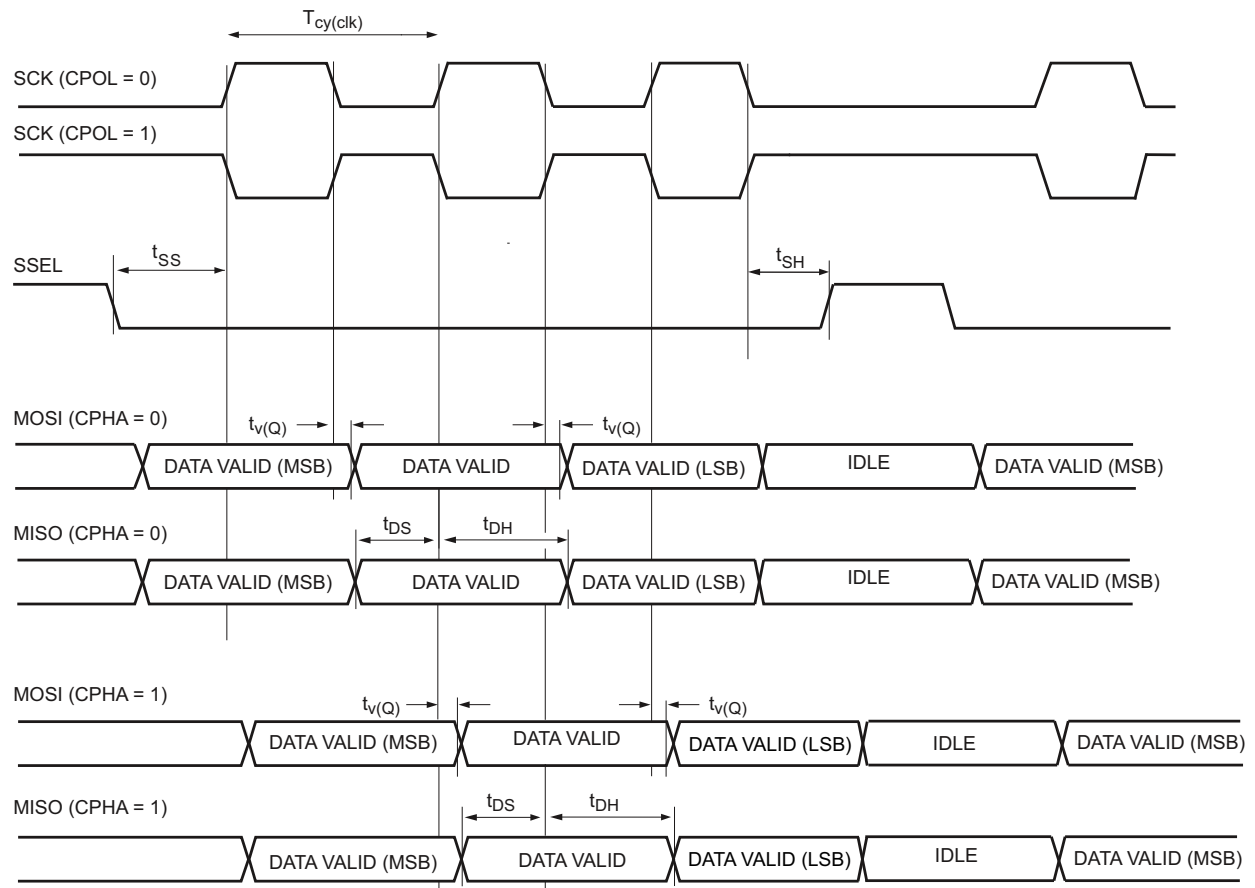 Tcy(clk)
SCK (CPOL = 0)
SCK (CPOL = 1)
SSEL
tSS
tSH
MOSI (CPHA = 0)
tv(Q)
tv(Q)
DATA VALID (MSB)
DATA VALID
DATA VALID (LSB)
IDLE
DATA VALID (MSB)
MISO (CPHA = 0)
tDS
tDH
DATA VALID (MSB)
DATA VALID
DATA VALID (LSB)
IDLE
DATA VALID (MSB)
MOSI (CPHA = 1)
tv(Q)
tv(Q)
DATA VALID (MSB)
DATA VALID
DATA VALID (LSB)
IDLE
DATA VALID (MSB)
MISO (CPHA = 1)
tDS
tDH
DATA VALID (MSB)
DATA VALID
DATA VALID (LSB)
IDLE
DATA VALID (MSB)